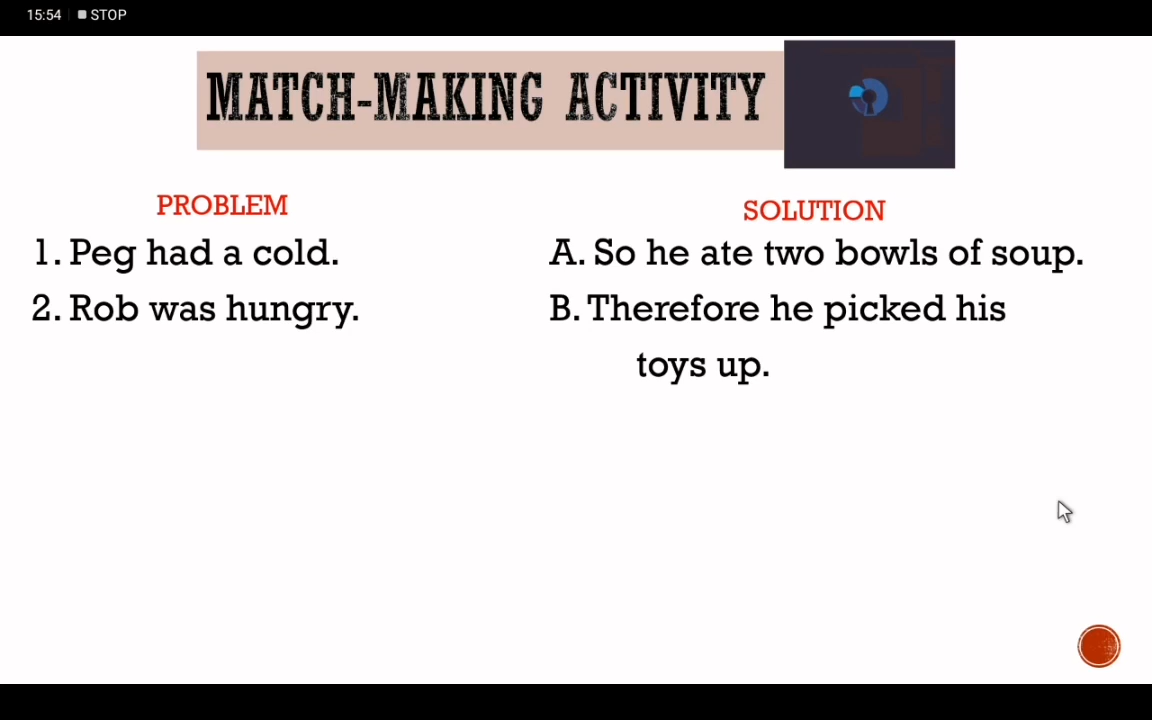 15:54 STOP
MATCH-MAKING ACTIVITY
PROBLEM
1. Peg had a cold.
2. Rob was hungry.
SOLUTION
A. So he ate two bowls of soup.
B. Therefore he picked his
toys up.